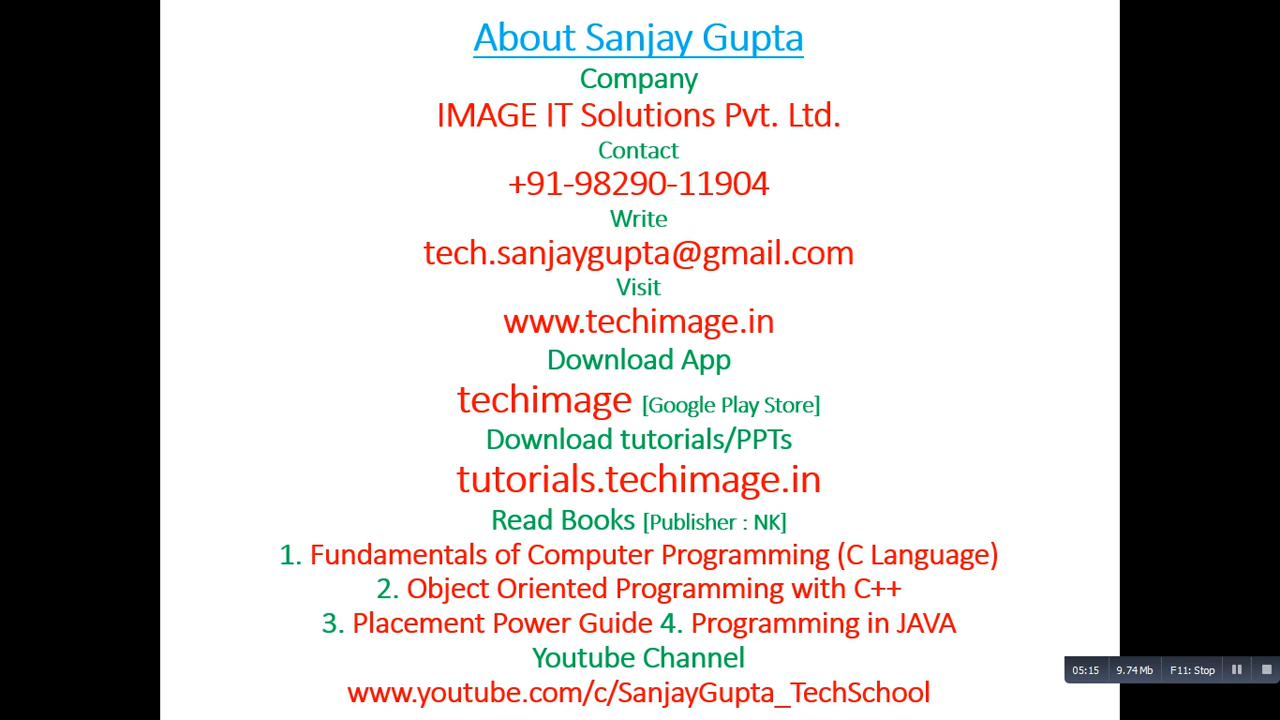 About Sanjay Gupta
Company
IMAGE IT Solutions Pvt. Ltd.
Contact
+91-98290-11904
Write
tech.sanjaygupta@gmail.com
Visit
www.techimage.in
Download App
techimage [Google Play Store]
Download tutorials/PPTs
tutorials.techimage.in
Read Books [Publisher : NK]
1. Fundamentals of Computer Programming (C Language)
2. Object Oriented Programming with C++
3. Placement Power Guide 4. Programming in JAVA
Youtube Channel
www.youtube.com/c/SanjayGupta_TechSchool
05:15 9.74 Mb F11: Stop